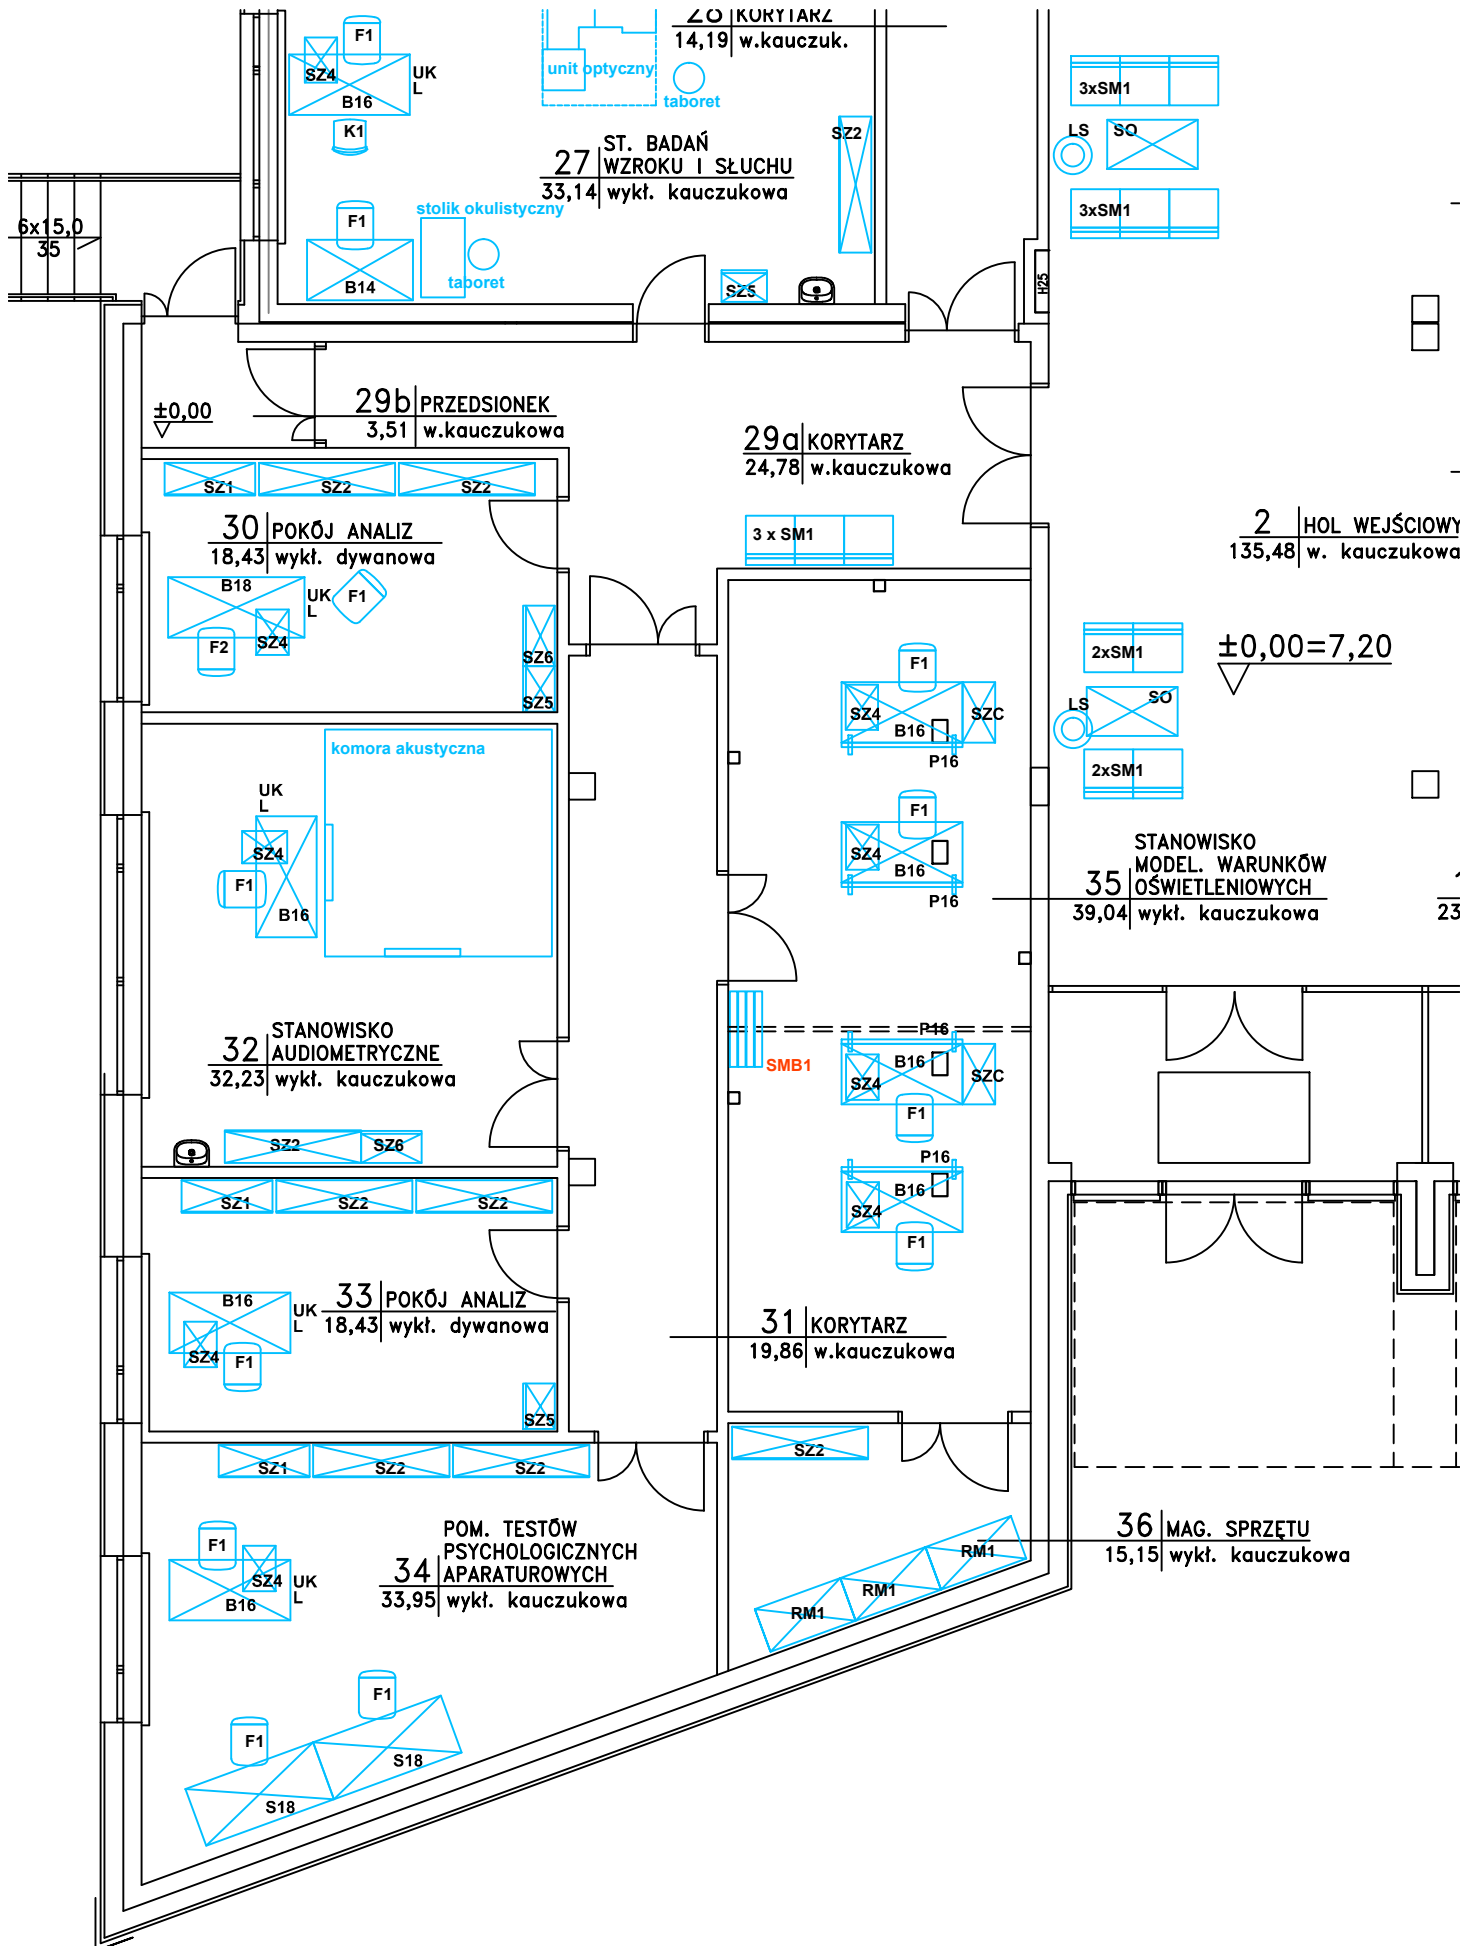 28 KORYTARZ
14,19 w.kauczuk.
F1
SZ4
UK
L
B16
K1
unit optyczny
taboret
SZ2
ST. BADAŃ
27 WZROKU I SŁUCHU
33,14 wykł. kauczukowa
3xSM1
LS
SO
3xSM1
6x15,0
35
F1
stolik okulistyczny
taboret
B14
SZ5
H25
±0,00
29b PRZEDSIONEK
3,51 w.kauczukowa
29a KORYTARZ
24,78 w.kauczukowa
SZ1
SZ2
SZ2
30 POKÓJ ANALIZ
18,43 wykł. dywanowa
3 x SM1
2 HOL WEJŚCIOWY
135,48 w. kauczukowa
B18
UK
L
F1
F2
SZ4
SZ6
SZ5
F1
SZ4
B16
SZC
P16
2xSM1
±0,00=7,20
LS
SO
2xSM1
komora akustyczna
UK
L
SZ4
F1
B16
F1
SZ4
B16
P16
STANOWISKO
MODEL. WARUNKÓW
35 OŚWIETLENIOWYCH
39,04 wykł. kauczukowa
23
STANOWISKO
32 AUDIOMETRYCZNE
32,23 wykł. kauczukowa
SMB1
P16
B16
SZ4
SZC
F1
SZ2
SZ6
P16
B16
SZ4
F1
SZ1
SZ2
SZ2
B16
UK
L
SZ4
F1
33 POKÓJ ANALIZ
18,43 wykł. dywanowa
31 KORYTARZ
19,86 w.kauczukowa
SZ5
SZ1
SZ2
SZ2
SZ2
F1
SZ4
UK
L
B16
POM. TESTÓW
PSYCHOLOGICZNYCH
34 APARATUROWYCH
33,95 wykł. kauczukowa
36 MAG. SPRZĘTU
15,15 wykł. kauczukowa
RM1
RM1
RM1
F1
F1
S18
S18